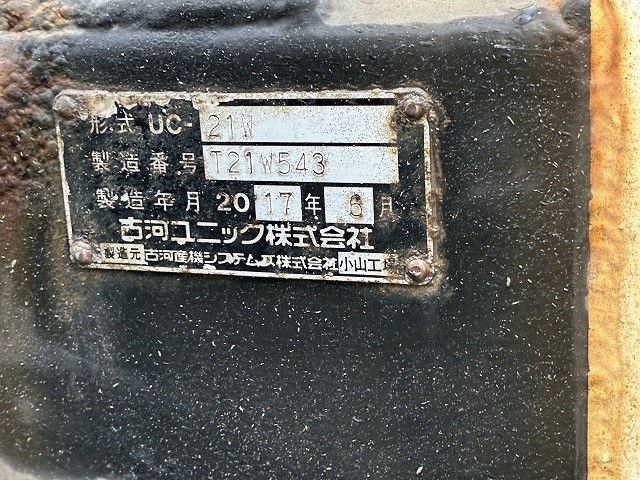 形式 UC-21W
製造番号 T21W543
製造年月 2017年 6月
古河ユニック株式会社
製造元 古河産機システムズ株式会社 小山工場